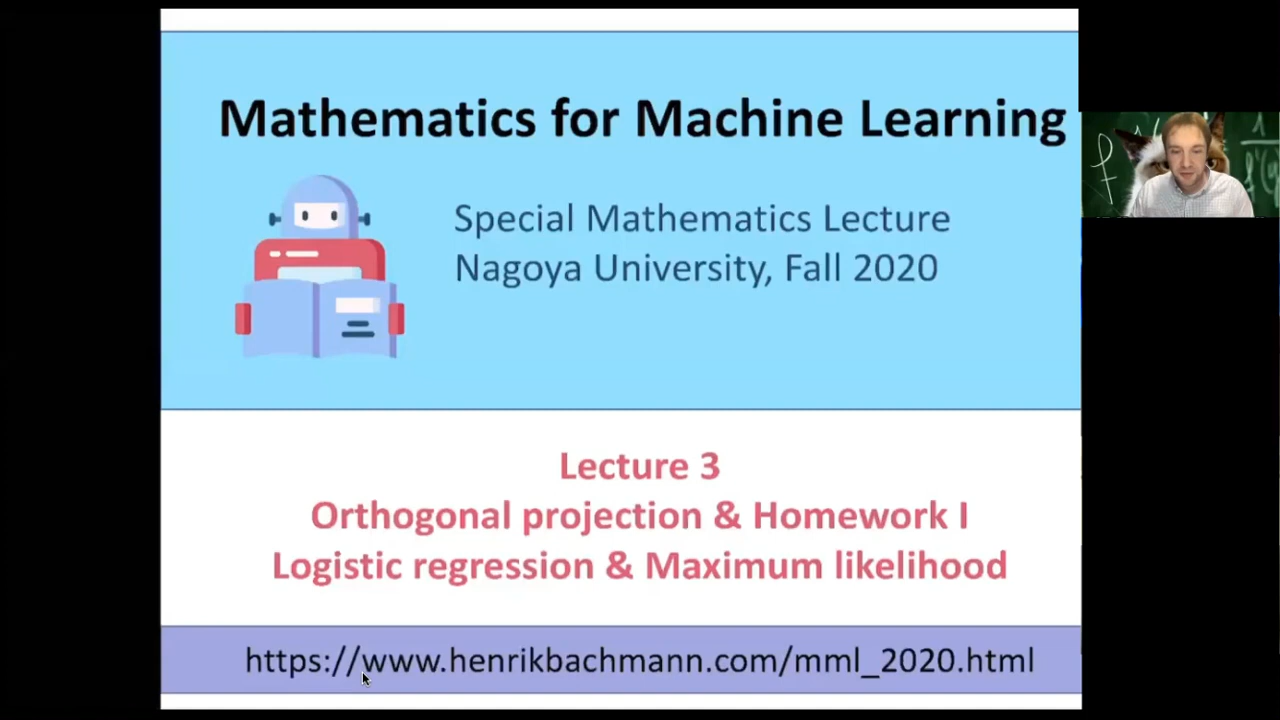 Mathematics for Machine Learning
Special Mathematics Lecture
Nagoya University, Fall 2020
Lecture 3
Orthogonal projection & Homework I
Logistic regression & Maximum likelihood
https://www.henrikbachmann.com/mml_2020.html